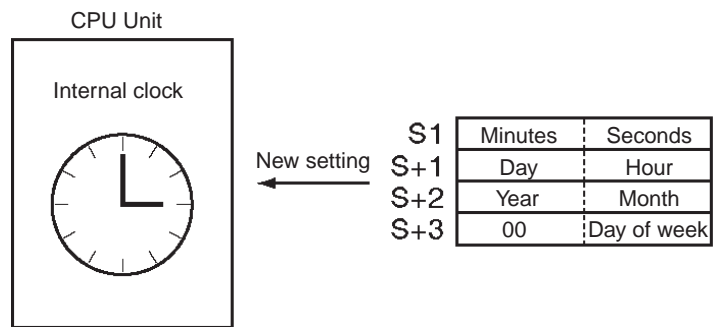 CPU Unit
Internal clock
New setting
S1 Minutes Seconds
S+1 Day Hour
S+2 Year Month
S+3 00 Day of week